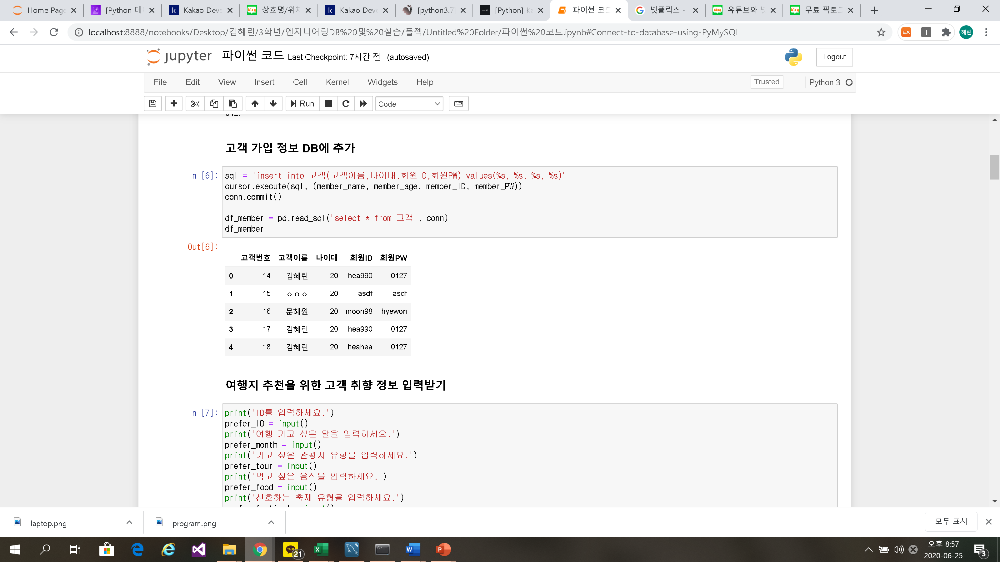 Home Page
[Python 데
Kakao Deve
상호명/위치
Kakao Deve
[python3.7
[Python] Ka
파이썬 코드
넷플릭스 -
유튜브와 넷
무료 픽토그
localhost:8888/notebooks/Desktop/김혜린/3학년/엔지니어링DB%20및%20실습/플젝/Untitled%20Folder/파이썬%20코드.ipynb#Connect-to-database-using-PyMySQL
EX
혜린
jupyter 파이썬 코드 Last Checkpoint: 7시간 전 (autosaved)
Logout
File Edit View Insert Cell Kernel Widgets Help
Trusted
Python 3
Run
Code
0127
고객 가입 정보 DB에 추가
In [6]:
sql = "insert into 고객(고객이름,나이대,회원ID,회원PW) values(%s, %s, %s, %s)"
cursor.execute(sql, (member_name, member_age, member_ID, member_PW))
conn.commit()
df_member = pd.read_sql("select * from 고객", conn)
df_member
Out[6]:
고객번호 고객이름 나이대 회원ID 회원PW
0 14 김혜린 20 hea990 0127
1 15 ㅇㅇㅇ 20 asdf asdf
2 16 문혜원 20 moon98 hyewon
3 17 김혜린 20 hea990 0127
4 18 김혜린 20 heahea 0127
여행지 추천을 위한 고객 취향 정보 입력받기
In [7]:
print('ID를 입력하세요.')
prefer_ID = input()
print('여행 가고 싶은 달을 입력하세요.')
prefer_month = input()
print('가고 싶은 관광지 유형을 입력하세요.')
prefer_tour = input()
print('먹고 싶은 음식을 입력하세요.')
prefer_food = input()
print('선호하는 축제 유형을 입력하세요.')
laptop.png
program.png
모두 표시
TALK
21
오후 8:57
2020-06-25
3